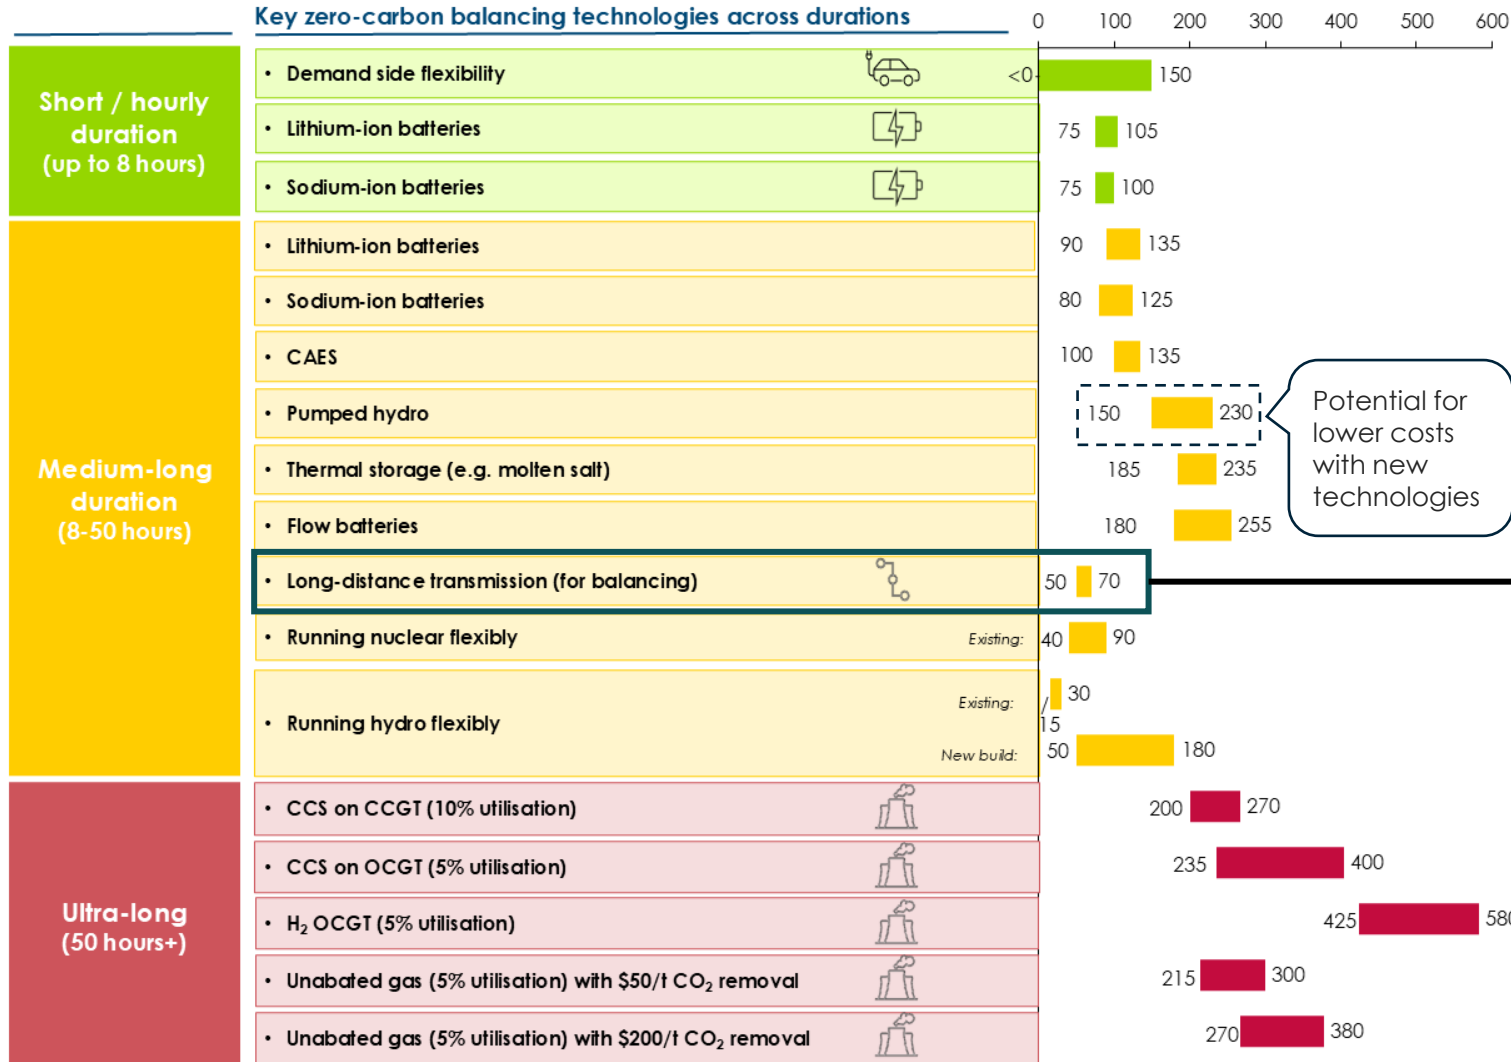 Key zero-carbon balancing technologies across durations
0 100 200 300 400 500 600
Short / hourly
duration
(up to 8 hours)
• Demand side flexibility <0 150
• Lithium-ion batteries 75 105
• Sodium-ion batteries 75 100
Medium-long
duration
(8-50 hours)
• Lithium-ion batteries 90 135
• Sodium-ion batteries 80 125
• CAES 100 135
• Pumped hydro 150 230
Potential for
lower costs
with new
technologies
• Thermal storage (e.g. molten salt) 185 235
• Flow batteries 180 255
• Long-distance transmission (for balancing) 50 70
• Running nuclear flexibly Existing: 40 90
• Running hydro flexibly
Existing: / 15 30
New build: 50 180
Ultra-long
(50 hours+)
• CCS on CCGT (10% utilisation) 200 270
• CCS on OCGT (5% utilisation) 235 400
• H₂ OCGT (5% utilisation) 425 580
• Unabated gas (5% utilisation) with $50/t CO₂ removal 215 300
• Unabated gas (5% utilisation) with $200/t CO₂ removal 270 380